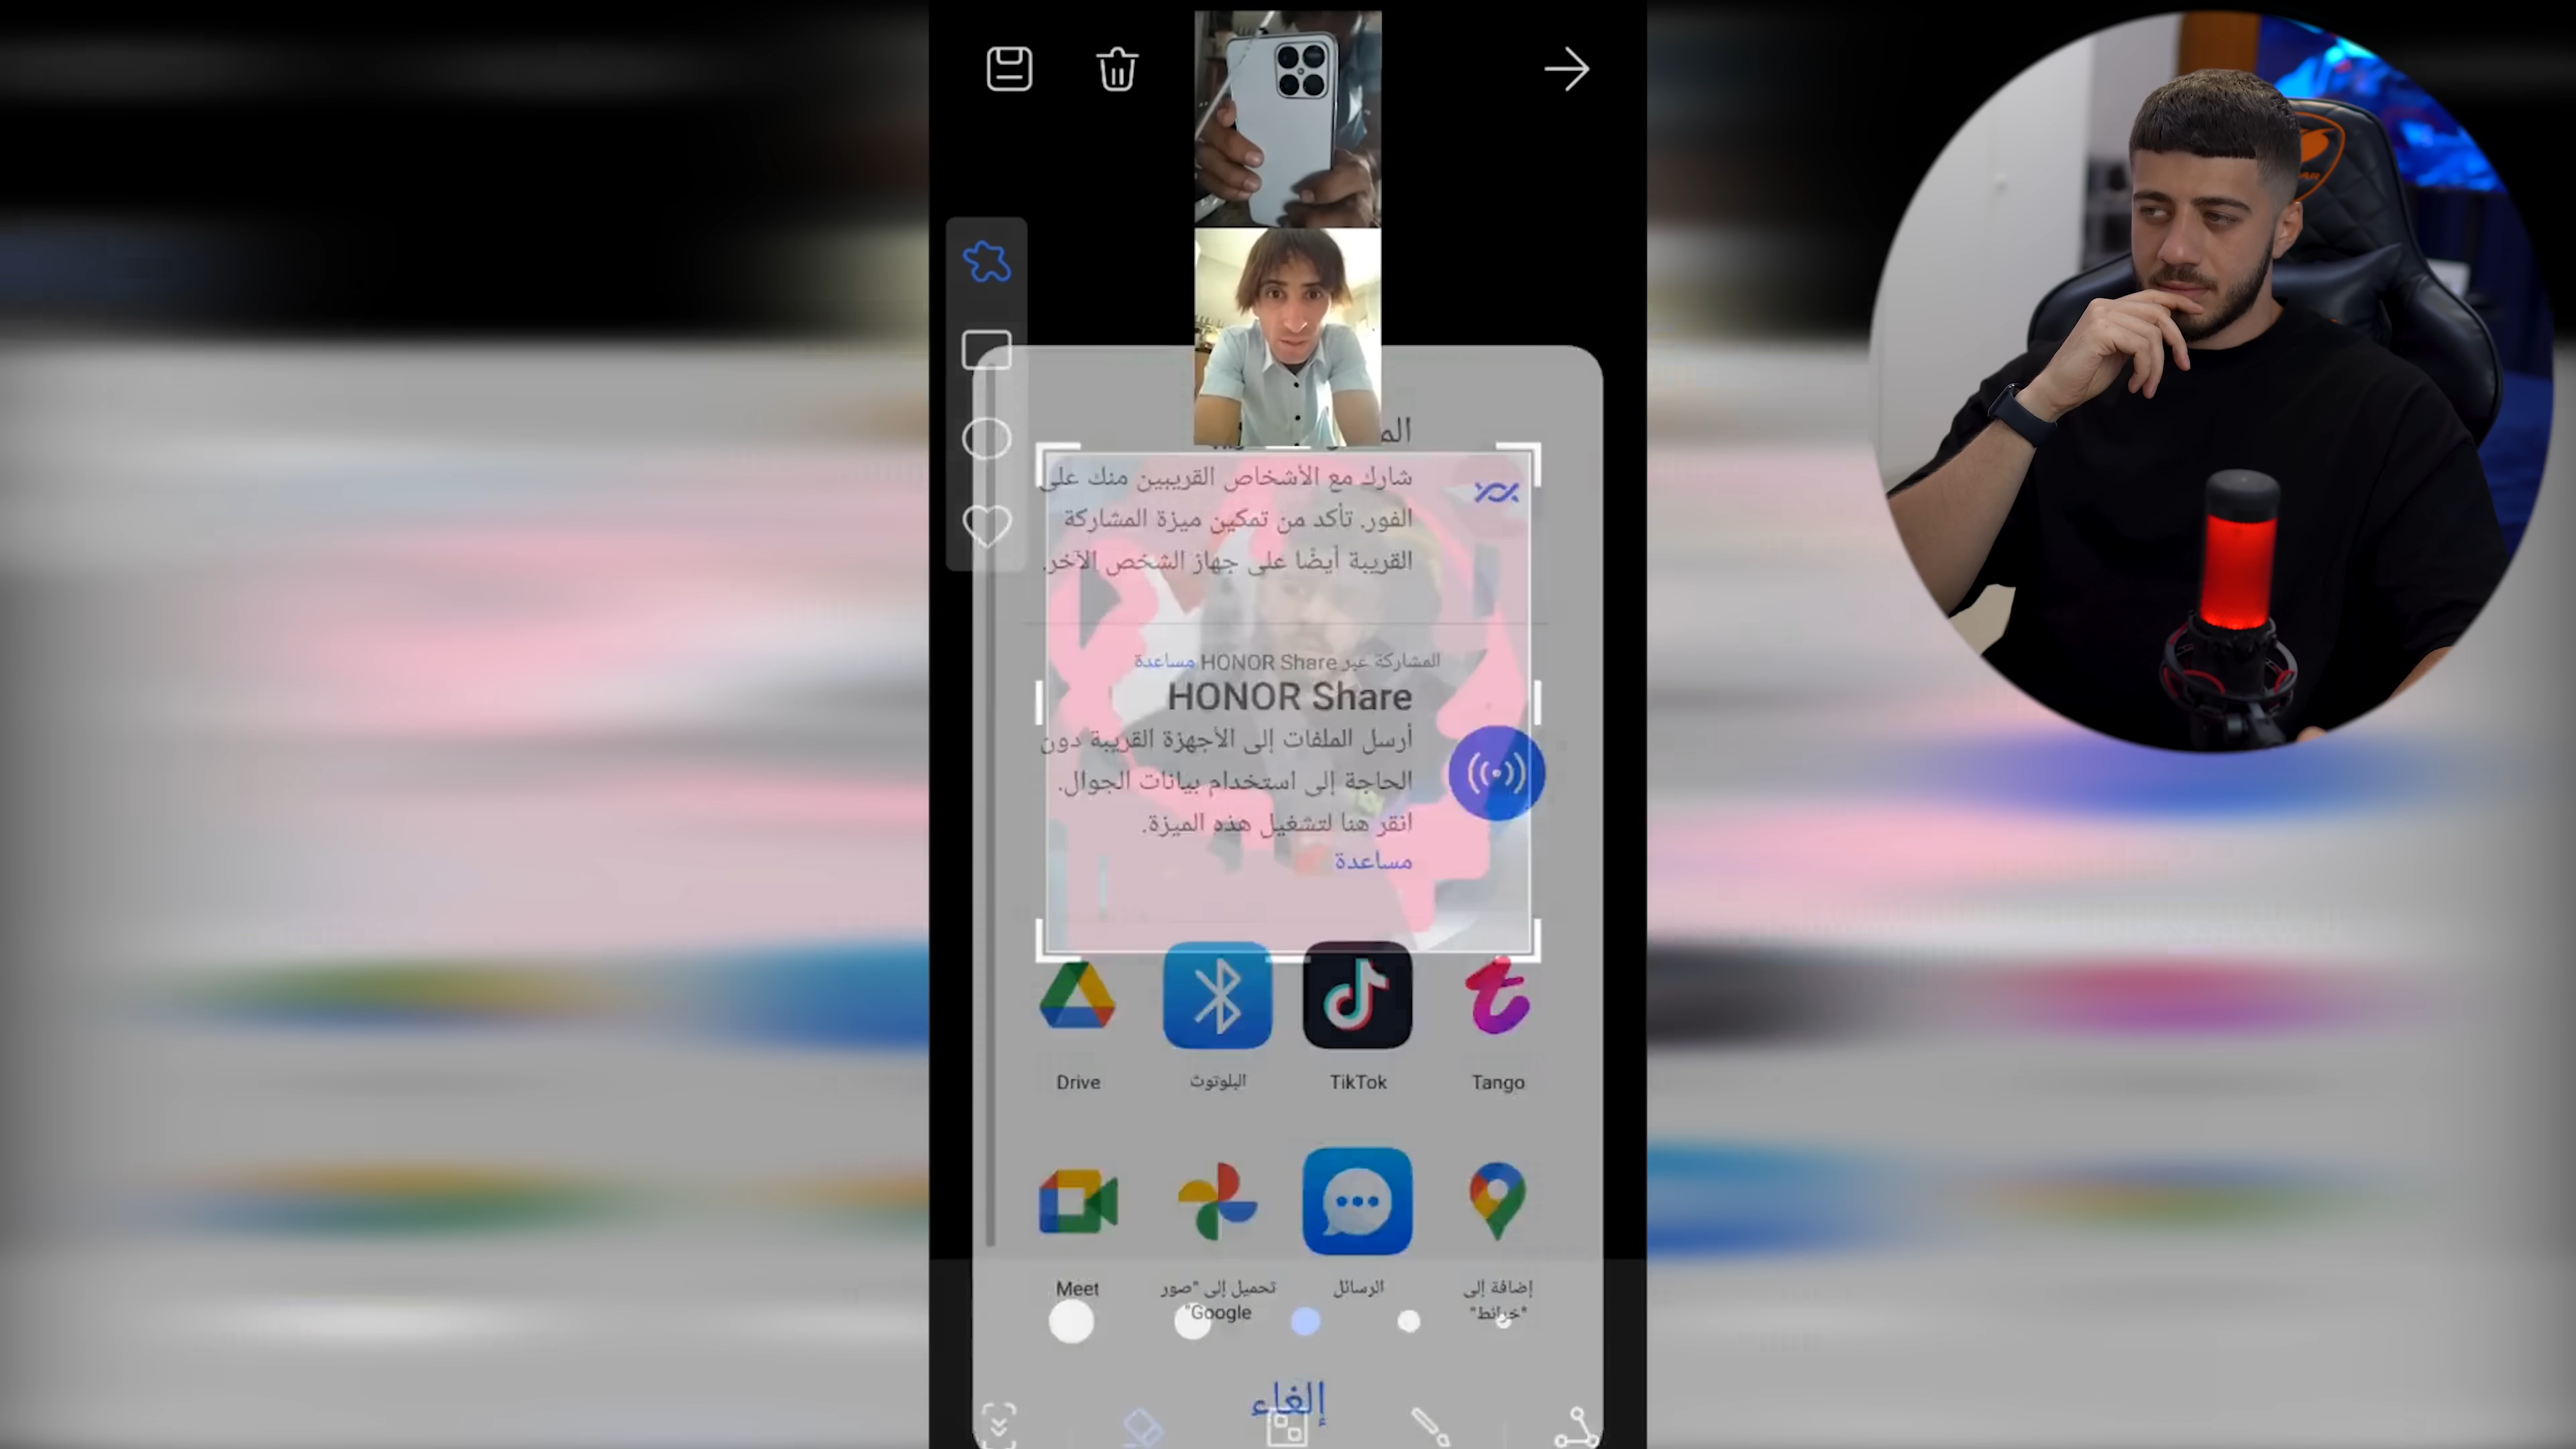 شارك مع الأشخاص القريبين منك على
الفور. تأكد من تمكين ميزة المشاركة
القريبة أيضًا على جهاز الشخص الآخر.
المشاركة عبر HONOR Share مساعدة
HONOR Share
أرسل الملفات إلى الأجهزة القريبة دون
الحاجة إلى استخدام بيانات الجوال.
انقر هنا لتشغيل هذه الميزة.
مساعدة
Drive
البلوتوث
TikTok
Tango
Meet
تحميل إلى "صور
Google"
الرسائل
إضافة إلى
"خرائط"
إلغاء